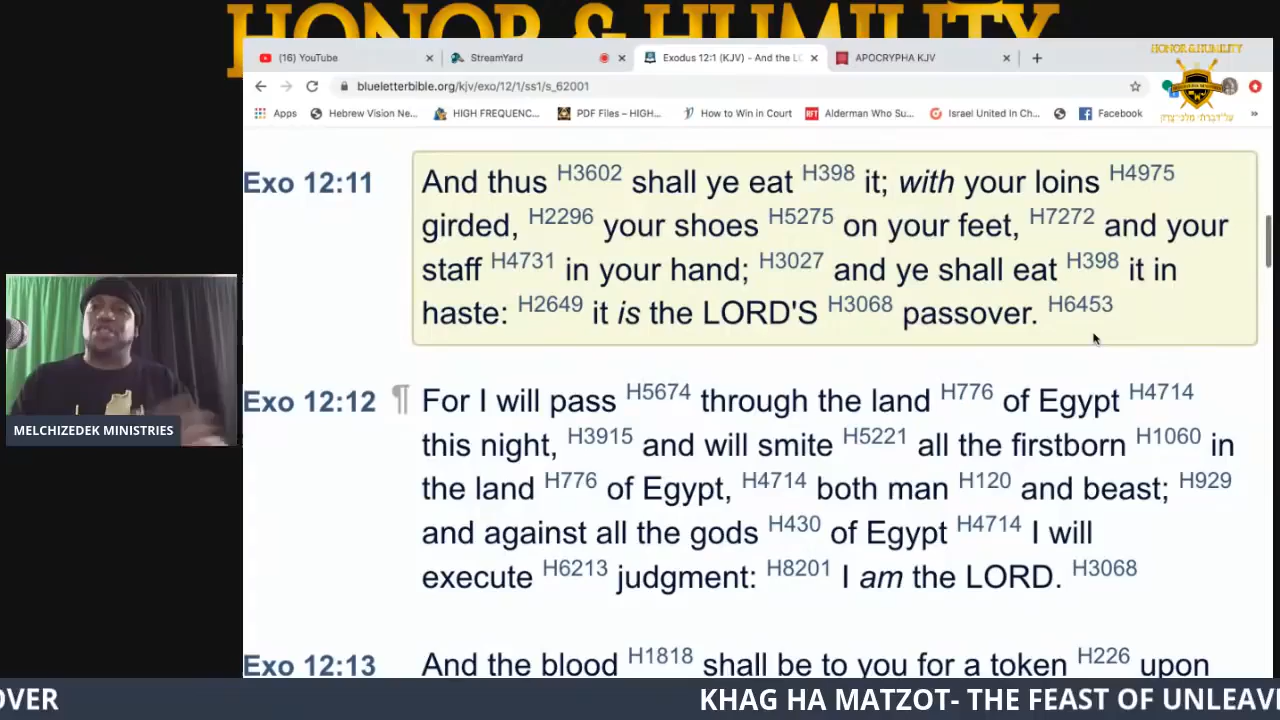 HONOR & HUMILITY
(16) YouTube
StreamYard
Exodus 12:1 (KJV) - And the LO
APOCRYPHA KJV
HONOR & HUMILITY
blueletterbible.org/kjv/exo/12/1/ss1/s_62001
Apps
Hebrew Vision Ne...
HIGH FREQUENC...
PDF Files – HIGH...
How to Win in Court
Alderman Who Su...
Israel United In Ch...
Facebook
»
Exo 12:11
And thus H3602 shall ye eat H398 it; with your loins H4975
girded, H2296 your shoes H5275 on your feet, H7272 and your
staff H4731 in your hand; H3027 and ye shall eat H398 it in
haste: H2649 it is the LORD'S H3068 passover. H6453
Exo 12:12
¶ For I will pass H5674 through the land H776 of Egypt H4714
this night, H3915 and will smite H5221 all the firstborn H1060 in
the land H776 of Egypt, H4714 both man H120 and beast; H929
and against all the gods H430 of Egypt H4714 I will
execute H6213 judgment: H8201 I am the LORD. H3068
Exo 12:13
And the blood H1818 shall be to you for a token H226 upon
MELCHIZEDEK MINISTRIES
OVER
KHAG HA MATZOT- THE FEAST OF UNLEAV